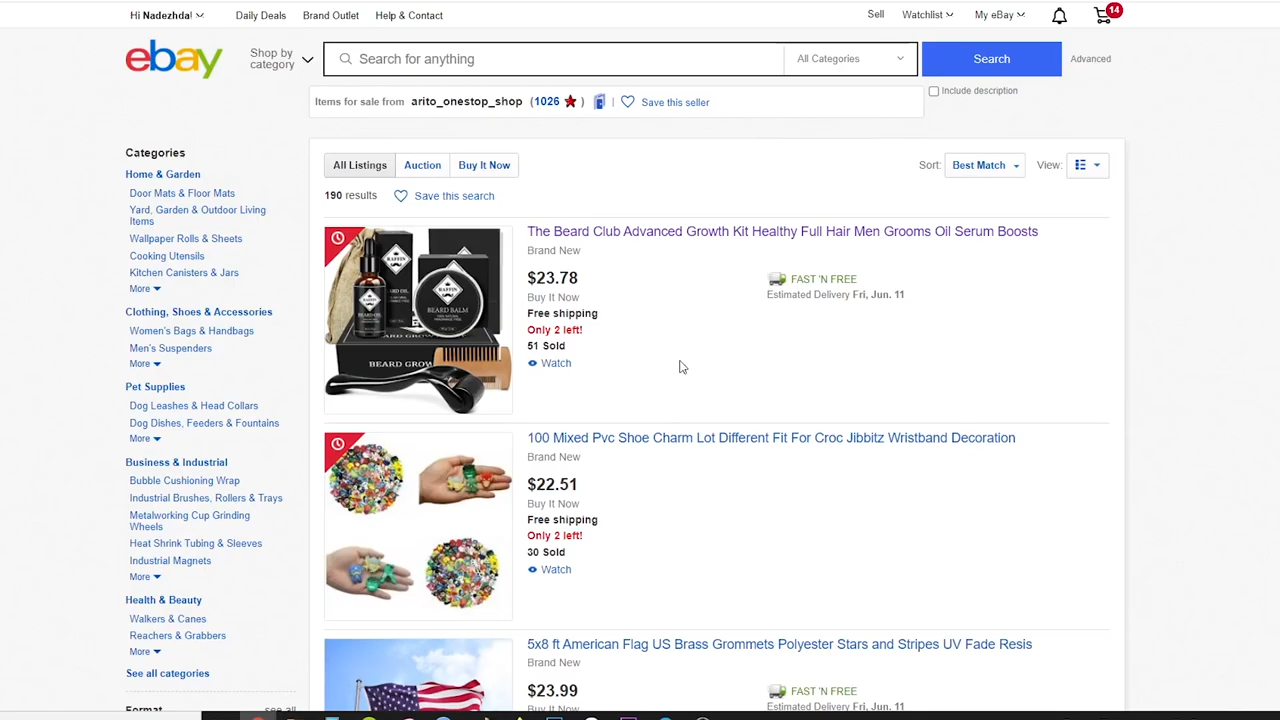 Hi Nadezhda!
Daily Deals
Brand Outlet
Help & Contact
Sell
Watchlist
My eBay
14
ebay
Shop by
category
Search for anything
All Categories
Search
Advanced
Items for sale from arito_onestop_shop (1026 ) | Save this seller
Include description
Categories
Home & Garden
Door Mats & Floor Mats
Yard, Garden & Outdoor Living
Items
Wallpaper Rolls & Sheets
Cooking Utensils
Kitchen Canisters & Jars
More
Clothing, Shoes & Accessories
Women's Bags & Handbags
Men's Suspenders
More
Pet Supplies
Dog Leashes & Head Collars
Dog Dishes, Feeders & Fountains
More
Business & Industrial
Bubble Cushioning Wrap
Industrial Brushes, Rollers & Trays
Metalworking Cup Grinding
Wheels
Heat Shrink Tubing & Sleeves
Industrial Magnets
More
Health & Beauty
Walkers & Canes
Reachers & Grabbers
More
See all categories
Format
see all
All Listings
Auction
Buy It Now
Sort: Best Match
View:
190 results
Save this search
The Beard Club Advanced Growth Kit Healthy Full Hair Men Grooms Oil Serum Boosts
Brand New
$23.78
Buy It Now
Free shipping
Only 2 left!
51 Sold
Watch
FAST 'N FREE
Estimated Delivery Fri, Jun. 11
RAFFIN
BEARD OIL
RAFFIN
BEARD BALM
BEARD GROW
100 Mixed Pvc Shoe Charm Lot Different Fit For Croc Jibbitz Wristband Decoration
Brand New
$22.51
Buy It Now
Free shipping
Only 2 left!
30 Sold
Watch
5x8 ft American Flag US Brass Grommets Polyester Stars and Stripes UV Fade Resis
Brand New
$23.99
FAST 'N FREE
Estimated Delivery Fri, Jun. 11